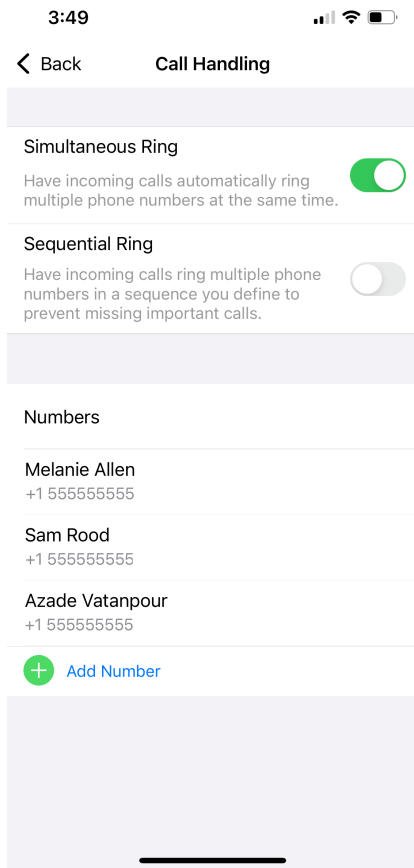 3:49
Back
Call Handling
Simultaneous Ring
Have incoming calls automatically ring
multiple phone numbers at the same time.
Sequential Ring
Have incoming calls ring multiple phone
numbers in a sequence you define to
prevent missing important calls.
Numbers
Melanie Allen
+1 555555555
Sam Rood
+1 555555555
Azade Vatanpour
+1 555555555
Add Number